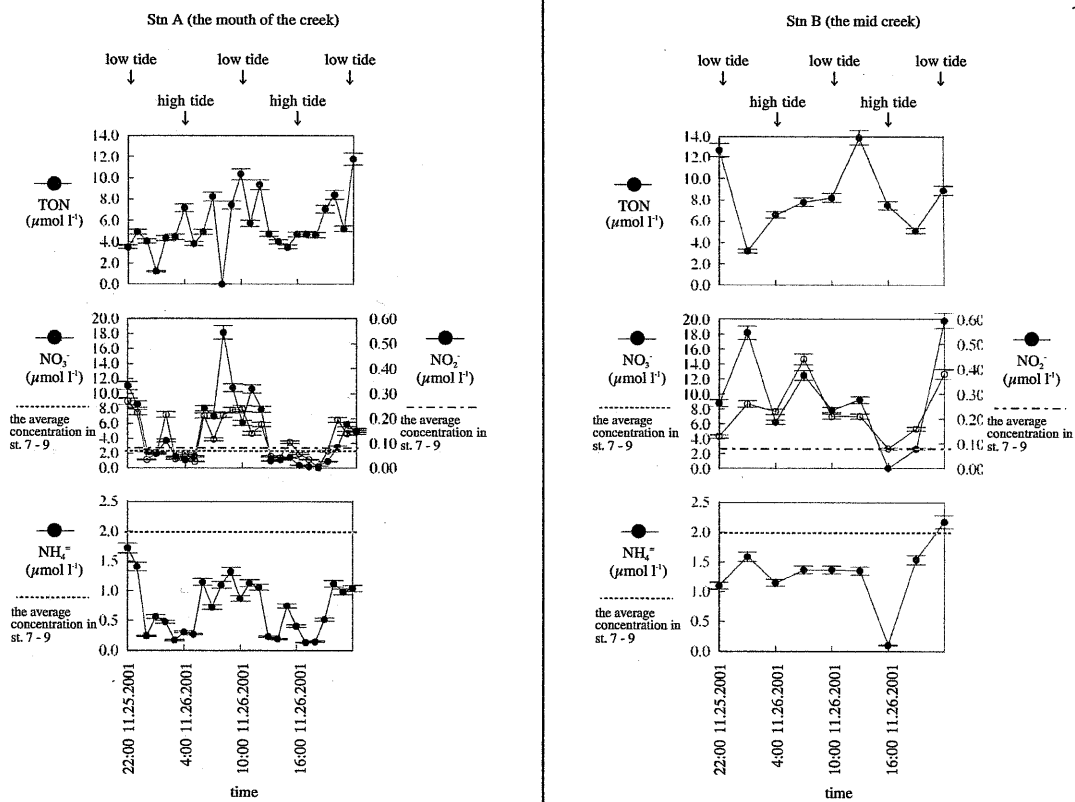 Stn A (the mouth of the creek)
low tide
low tide
low tide
high tide
high tide
14.0
12.0
10.0
8.0
6.0
4.0
2.0
0.0
TON
(µmol l⁻¹)
20.0
18.0
16.0
14.0
12.0
10.0
8.0
6.0
4.0
2.0
0.0
NO₃⁻
(µmol l⁻¹)
the average
concentration in
st. 7 - 9
0.60
0.50
0.40
0.30
0.20
0.10
0.00
NO₂⁻
(µmol l⁻¹)
the average
concentration in
st. 7 - 9
2.5
2.0
1.5
1.0
0.5
0.0
NH₄⁼
(µmol l⁻¹)
the average
concentration in
st. 7 - 9
22:00 11.25.2001
4:00 11.26.2001
10:00 11.26.2001
16:00 11.26.2001
time
Stn B (the mid creek)
low tide
low tide
low tide
high tide
high tide
14.0
12.0
10.0
8.0
6.0
4.0
2.0
0.0
TON
(µmol l⁻¹)
20.0
18.0
16.0
14.0
12.0
10.0
8.0
6.0
4.0
2.0
0.0
NO₃⁻
(µmol l⁻¹)
the average
concentration in
st. 7 - 9
0.60
0.50
0.40
0.30
0.20
0.10
0.00
NO₂⁻
(µmol l⁻¹)
the average
concentration in
st. 7 - 9
2.5
2.0
1.5
1.0
0.5
0.0
NH₄⁼
(µmol l⁻¹)
the average
concentration in
st. 7 - 9
22:00 11.25.2001
4:00 11.26.2001
10:00 11.26.2001
16:00 11.26.2001
time